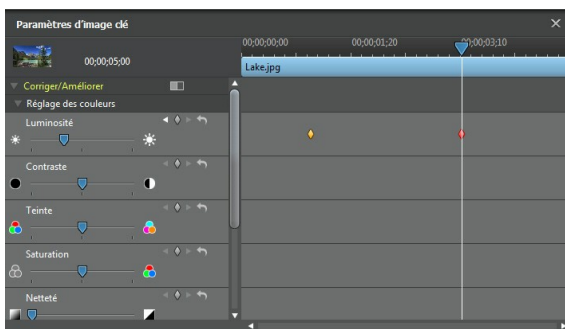 Paramètres d'image clé
00;00;05;00
00;00;00;00 00;00;01;20 00;00;03;10
Lake.jpg
Corriger/Améliorer
Réglage des couleurs
Luminosité
Contraste
Teinte
Saturation
Netteté